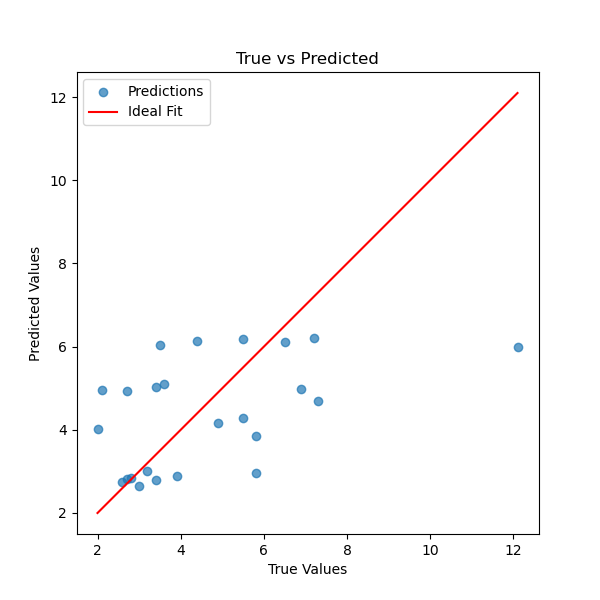 True vs Predicted
Predictions
Ideal Fit
12
10
8
6
4
2
Predicted Values
2 4 6 8 10 12
True Values